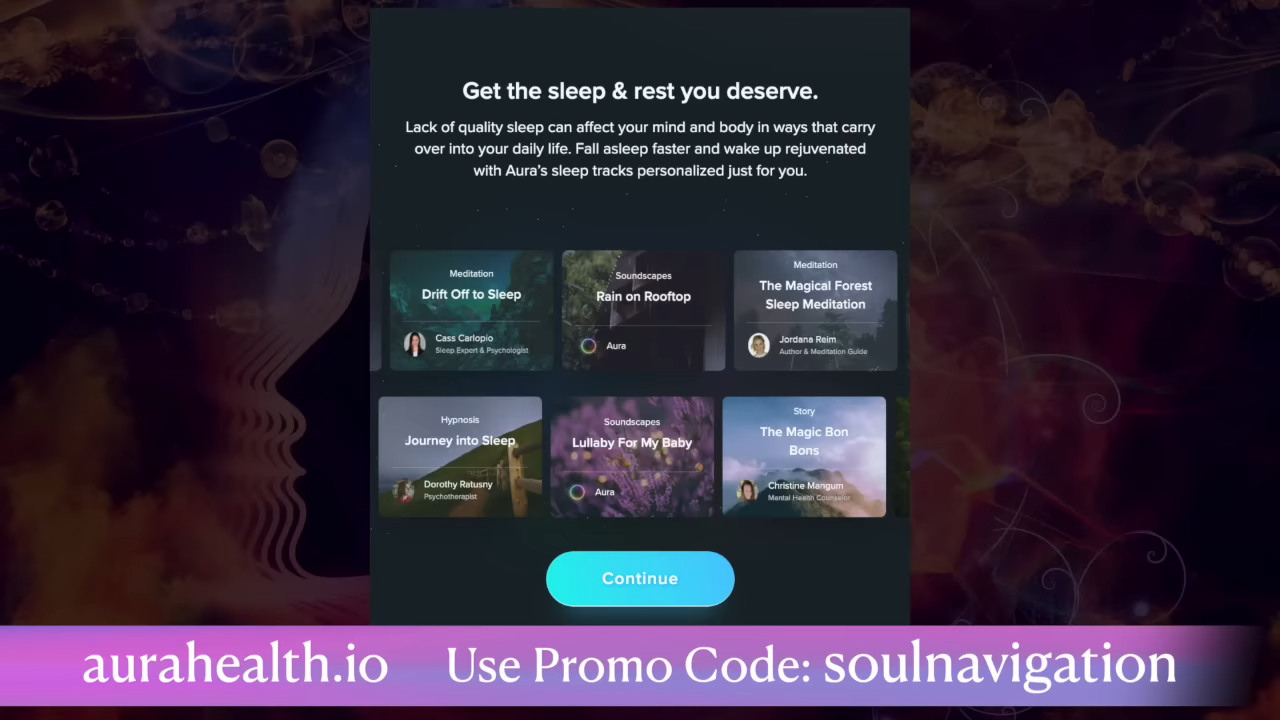 Get the sleep & rest you deserve.
Lack of quality sleep can affect your mind and body in ways that carry
over into your daily life. Fall asleep faster and wake up rejuvenated
with Aura's sleep tracks personalized just for you.
Meditation
Drift Off to Sleep
Cass Carlopio
Sleep Expert & Psychologist
Soundscapes
Rain on Rooftop
Aura
Meditation
The Magical Forest
Sleep Meditation
Jordana Reim
Author & Meditation Guide
Hypnosis
Journey into Sleep
Dorothy Ratusny
Psychotherapist
Soundscapes
Lullaby For My Baby
Aura
Story
The Magic Bon
Bons
Christine Mangum
Mental Health Counselor
Continue
aurahealth.io Use Promo Code: soulnavigation